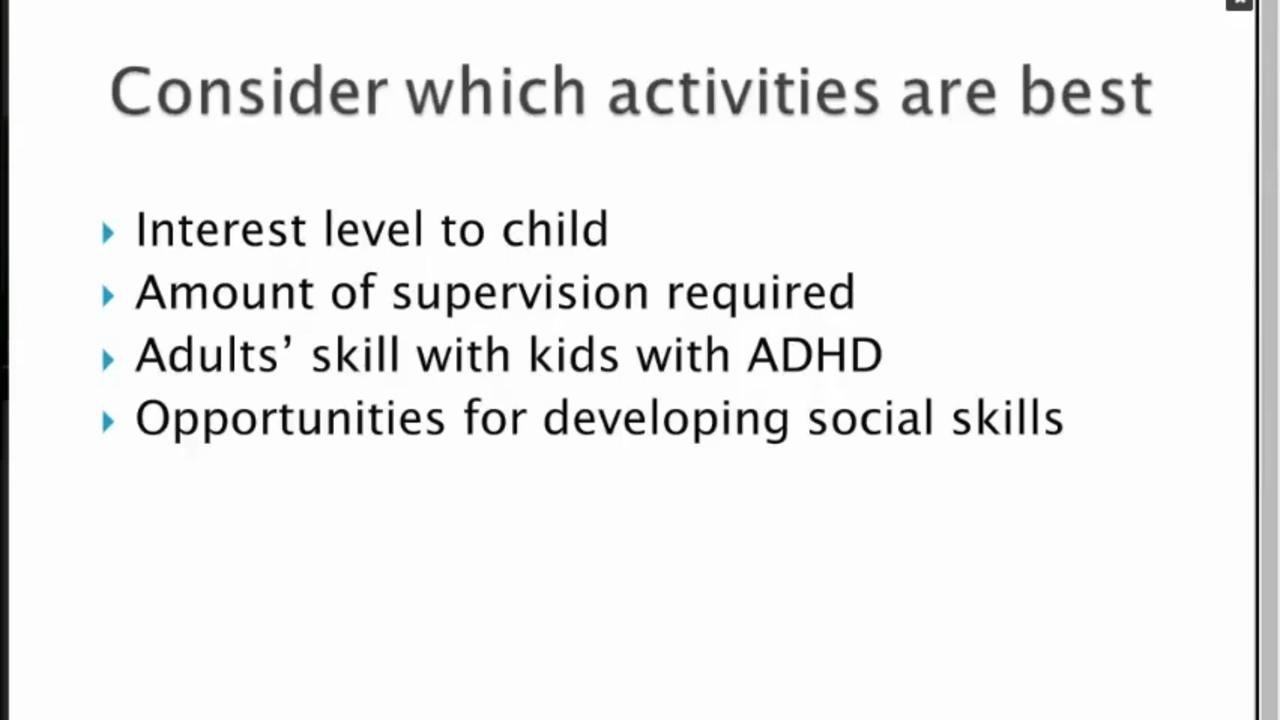 Consider which activities are best
Interest level to child
Amount of supervision required
Adults’ skill with kids with ADHD
Opportunities for developing social skills